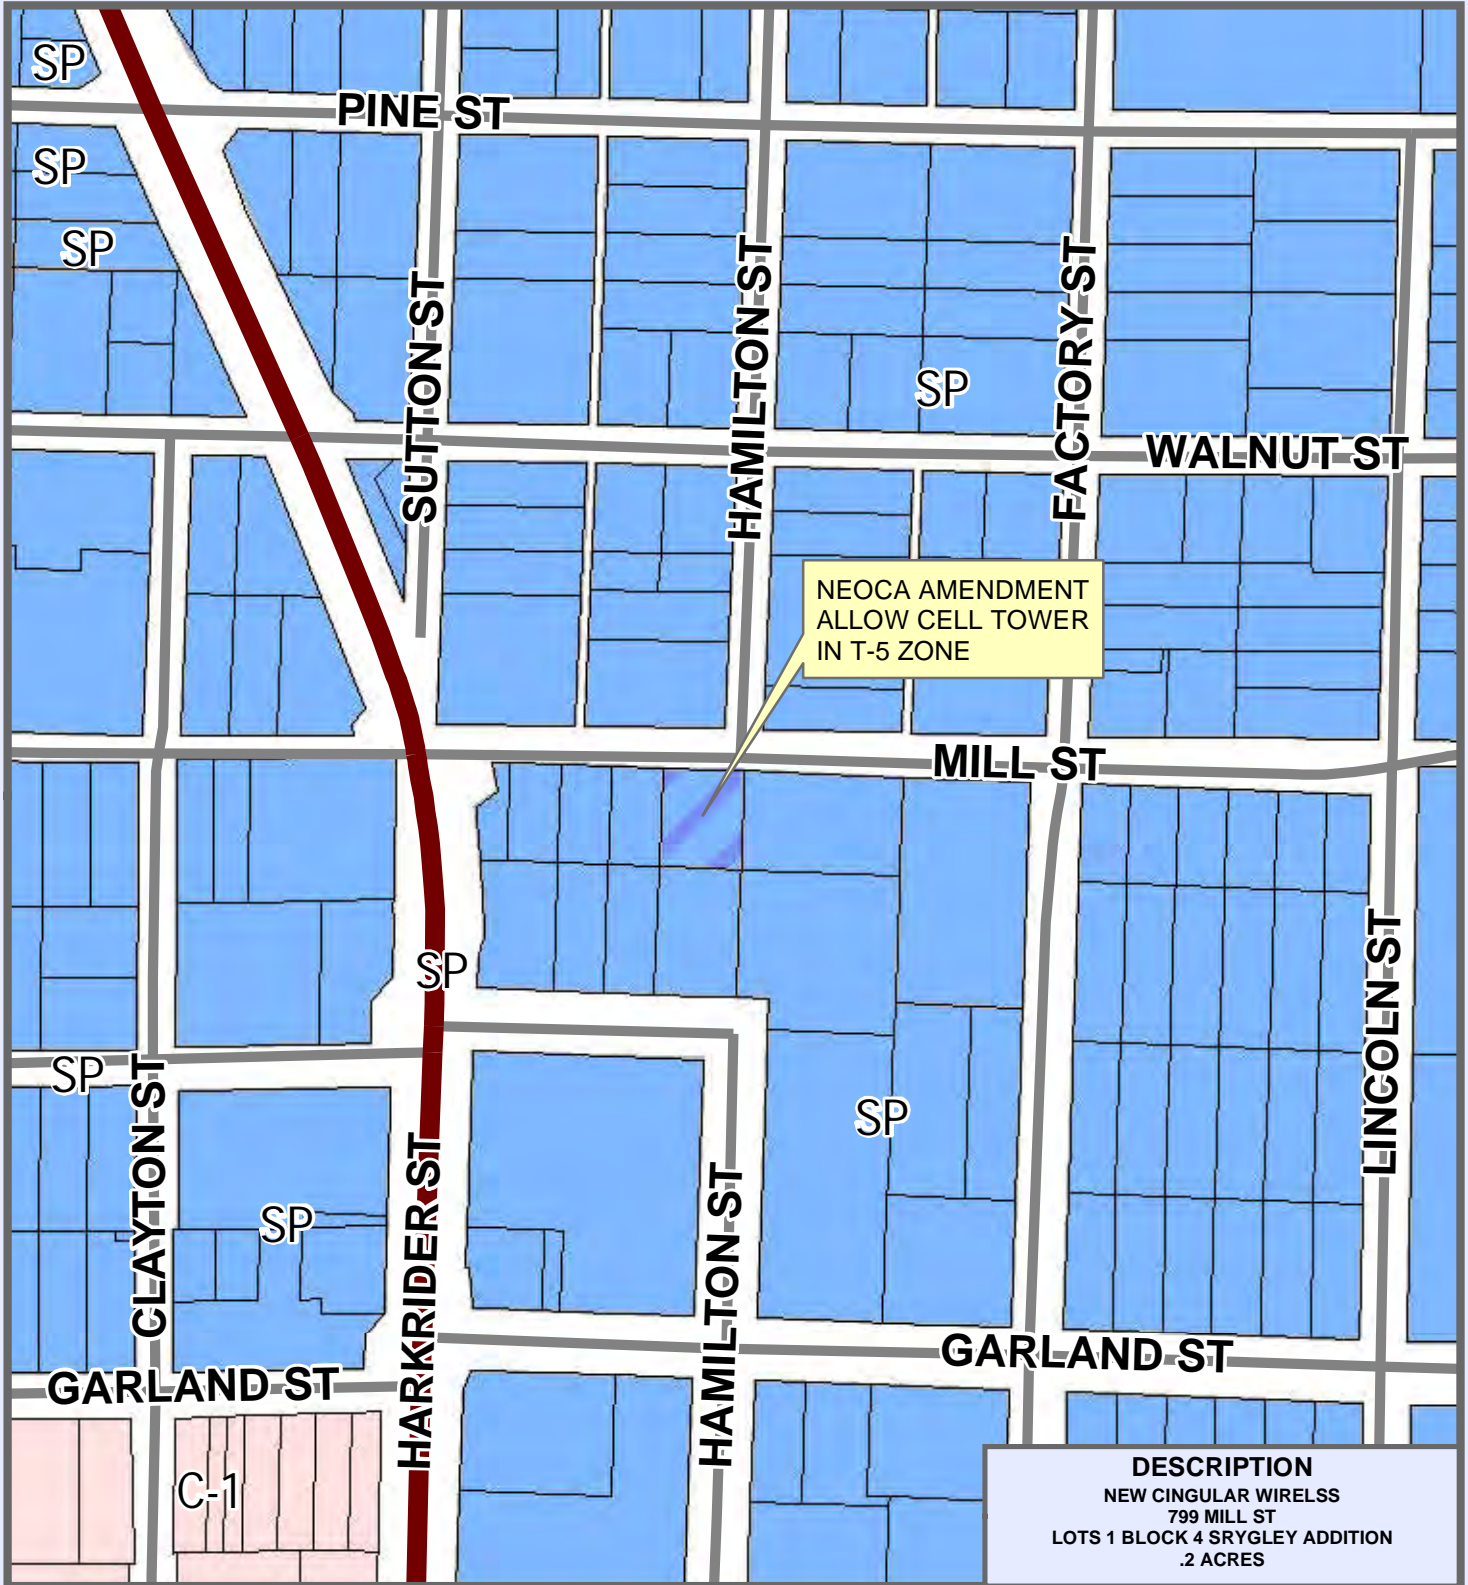 SP
PINE ST
SP
SP
SUTTON ST
HAMILTON ST
FACTORY ST
SP
WALNUT ST
NEOCA AMENDMENT
ALLOW CELL TOWER
IN T-5 ZONE
MILL ST
SP
LINCOLN ST
SP
CLAYTON ST
SP
HARKRIDER ST
HAMILTON ST
SP
GARLAND ST
GARLAND ST
C-1
DESCRIPTION
NEW CINGULAR WIRELSS
799 MILL ST
LOTS 1 BLOCK 4 SRYGLEY ADDITION
.2 ACRES